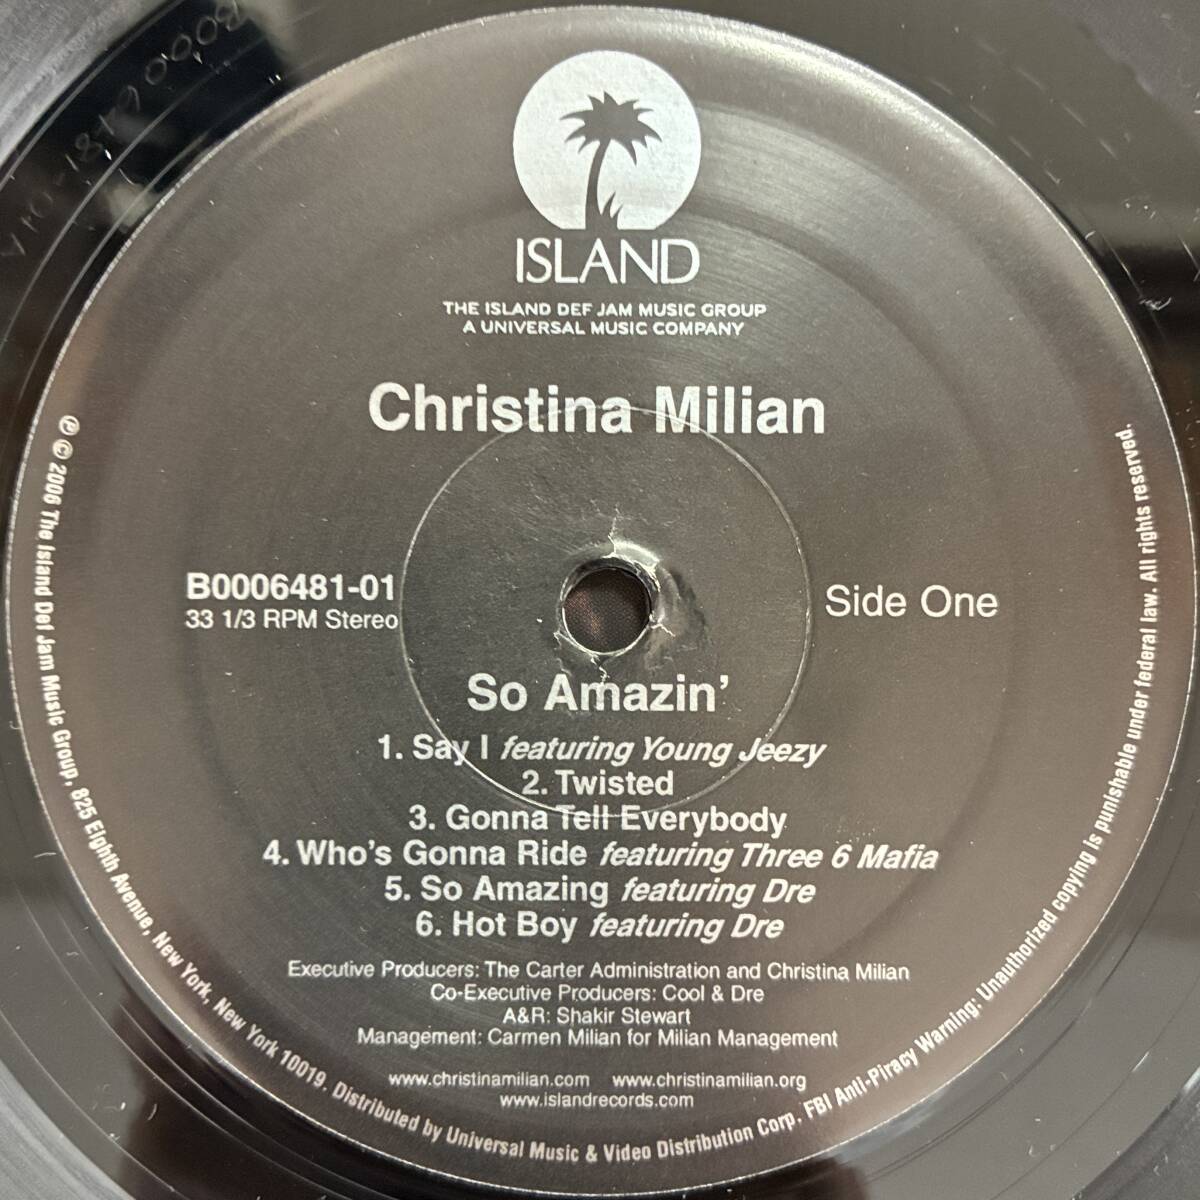 ISLAND
THE ISLAND DEF JAM MUSIC GROUP
A UNIVERSAL MUSIC COMPANY
Christina Milian
B0006481-01
33 1/3 RPM Stereo
Side One
So Amazin’
1. Say I featuring Young Jeezy
2. Twisted
3. Gonna Tell Everybody
4. Who's Gonna Ride featuring Three 6 Mafia
5. So Amazing featuring Dre
6. Hot Boy featuring Dre
Executive Producers: The Carter Administration and Christina Milian
Co-Executive Producers: Cool & Dre
A&R: Shakir Stewart
Management: Carmen Milian for Milian Management
www.christinamilian.com www.christinamilian.org
www.islandrecords.com
℗ © 2006 The Island Def Jam Music Group, 825 Eighth Avenue, New York, New York 10019. Distributed by Universal Music & Video Distribution Corp. FBI Anti-Piracy Warning: Unauthorized copying is punishable under federal law. All rights reserved.